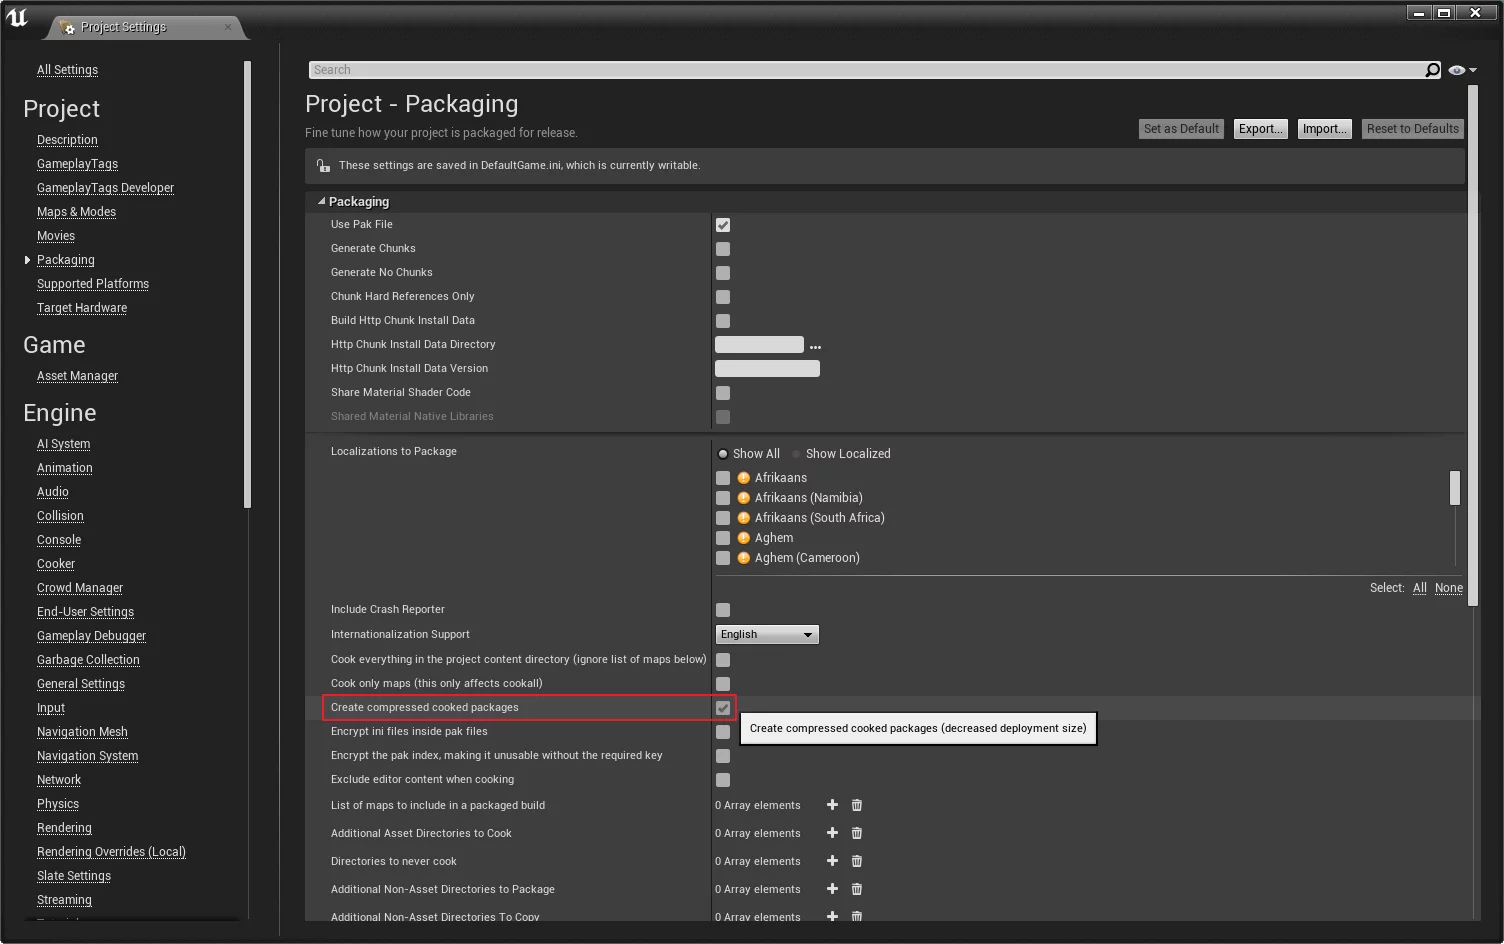 Project Settings
All Settings
Project
Description
GameplayTags
GameplayTags Developer
Maps & Modes
Movies
Packaging
Supported Platforms
Target Hardware
Game
Asset Manager
Engine
AI System
Animation
Audio
Collision
Console
Cooker
Crowd Manager
End-User Settings
Gameplay Debugger
Garbage Collection
General Settings
Input
Navigation Mesh
Navigation System
Network
Physics
Rendering
Rendering Overrides (Local)
Slate Settings
Streaming
Search
Project - Packaging
Fine tune how your project is packaged for release.
Set as Default Export... Import... Reset to Defaults
These settings are saved in DefaultGame.ini, which is currently writable.
Packaging
Use Pak File
Generate Chunks
Generate No Chunks
Chunk Hard References Only
Build Http Chunk Install Data
Http Chunk Install Data Directory ...
Http Chunk Install Data Version
Share Material Shader Code
Shared Material Native Libraries
Localizations to Package Show All Show Localized
Afrikaans
Afrikaans (Namibia)
Afrikaans (South Africa)
Aghem
Aghem (Cameroon)
Select: All None
Include Crash Reporter
Internationalization Support English
Cook everything in the project content directory (ignore list of maps below)
Cook only maps (this only affects cookall)
Create compressed cooked packages
Create compressed cooked packages (decreased deployment size)
Encrypt ini files inside pak files
Encrypt the pak index, making it unusable without the required key
Exclude editor content when cooking
List of maps to include in a packaged build 0 Array elements
Additional Asset Directories to Cook 0 Array elements
Directories to never cook 0 Array elements
Additional Non-Asset Directories to Package 0 Array elements
Additional Non-Asset Directories To Copy 0 Array elements